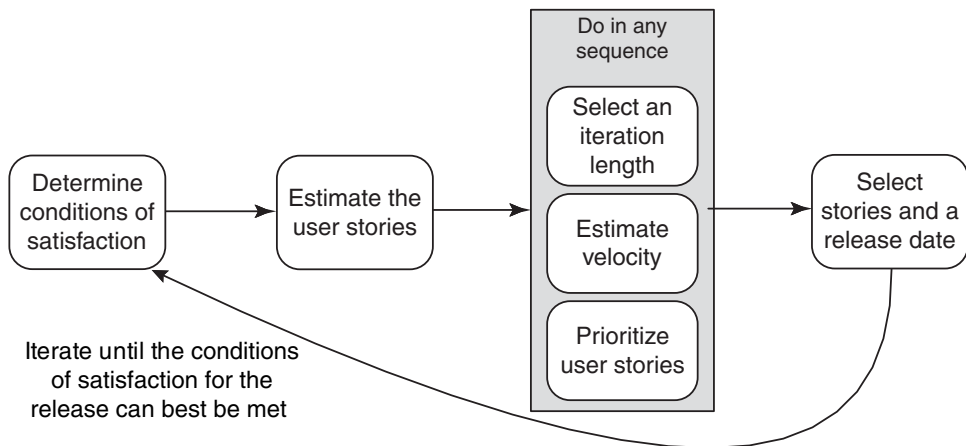 Determine
conditions of
satisfaction
Estimate the
user stories
Do in any
sequence
Select an
iteration
length
Estimate
velocity
Prioritize
user stories
Select
stories and a
release date
Iterate until the conditions
of satisfaction for the
release can best be met